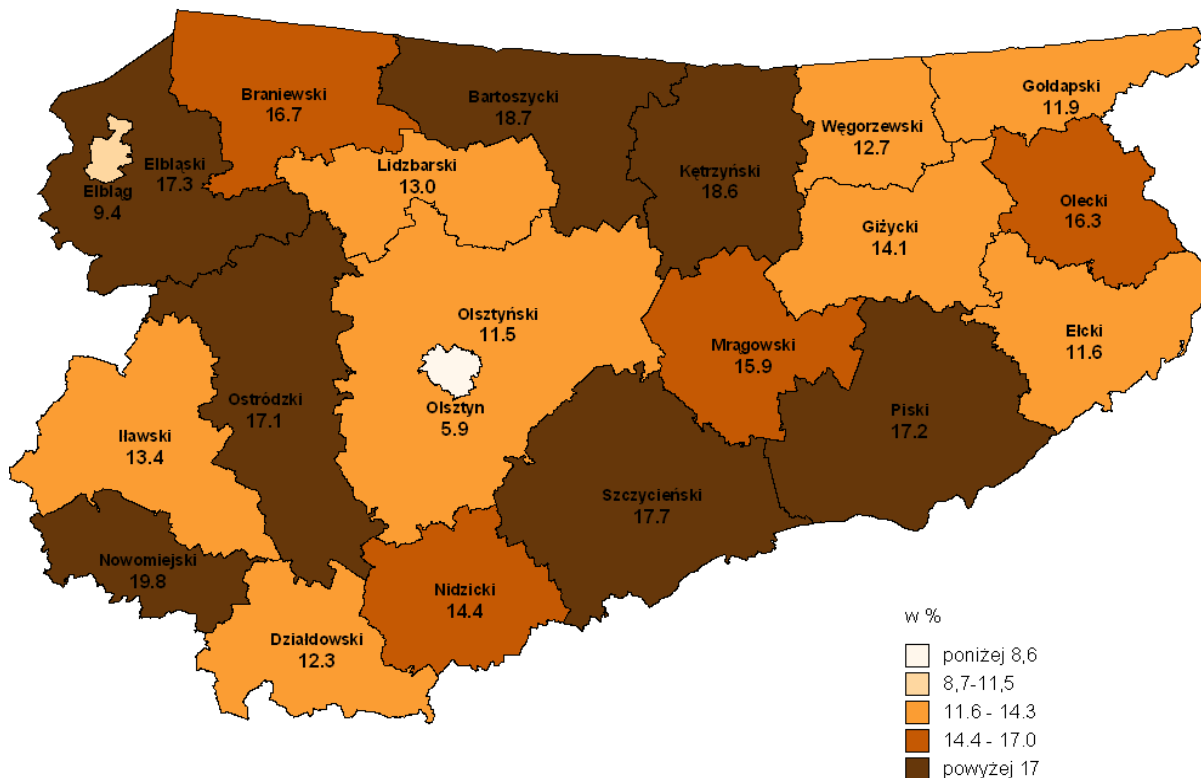 Braniewski
16.7
Bartoszycki
18.7
Gołdapski
11.9
Węgorzewski
12.7
Elbląski
17.3
Elbląg
9.4
Lidzbarski
13.0
Kętrzyński
18.6
Olecki
16.3
Giżycki
14.1
Olsztyński
11.5
Ełcki
11.6
Mrągowski
15.9
Ostródzki
17.1
Olsztyn
5.9
Piski
17.2
Iławski
13.4
Szczycieński
17.7
Nowomiejski
19.8
Nidzicki
14.4
Działdowski
12.3
w %
poniżej 8,6
8,7-11,5
11.6 - 14.3
14.4 - 17.0
powyżej 17